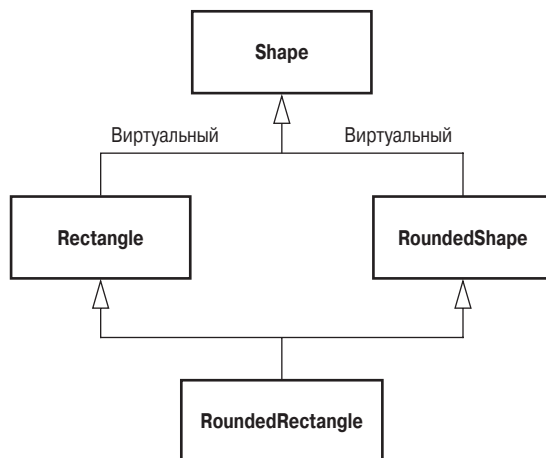 Shape
Виртуальный Виртуальный
Rectangle RoundedShape
RoundedRectangle